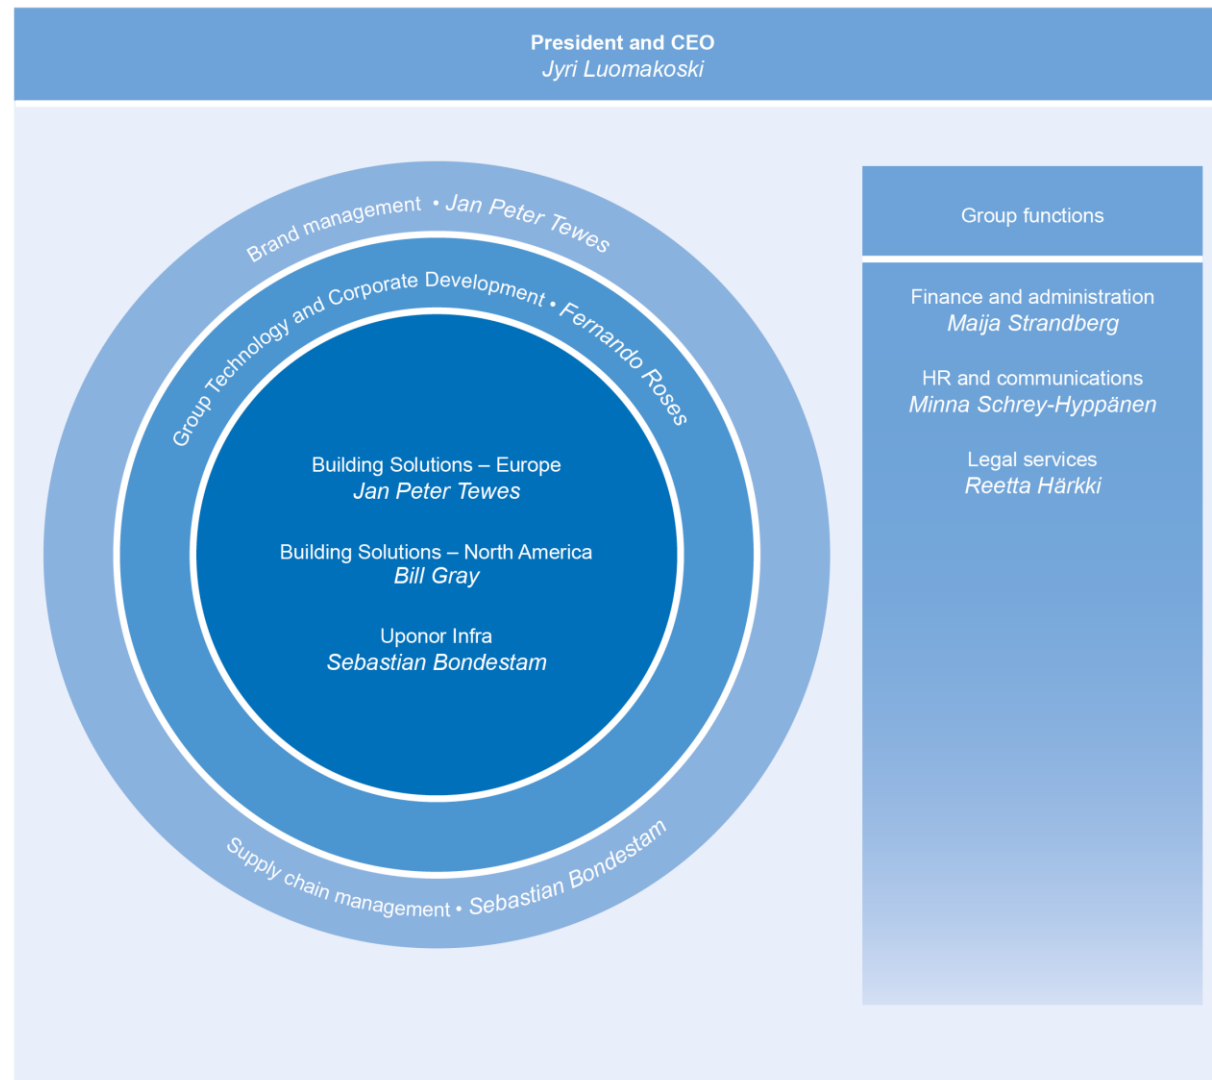 President and CEO
Jyri Luomakoski
Brand management • Jan Peter Tewes
Group Technology and Corporate Development • Fernando Roses
Building Solutions – Europe
Jan Peter Tewes
Building Solutions – North America
Bill Gray
Uponor Infra
Sebastian Bondestam
Supply chain management • Sebastian Bondestam
Group functions
Finance and administration
Maija Strandberg
HR and communications
Minna Schrey-Hyppänen
Legal services
Reetta Härkki